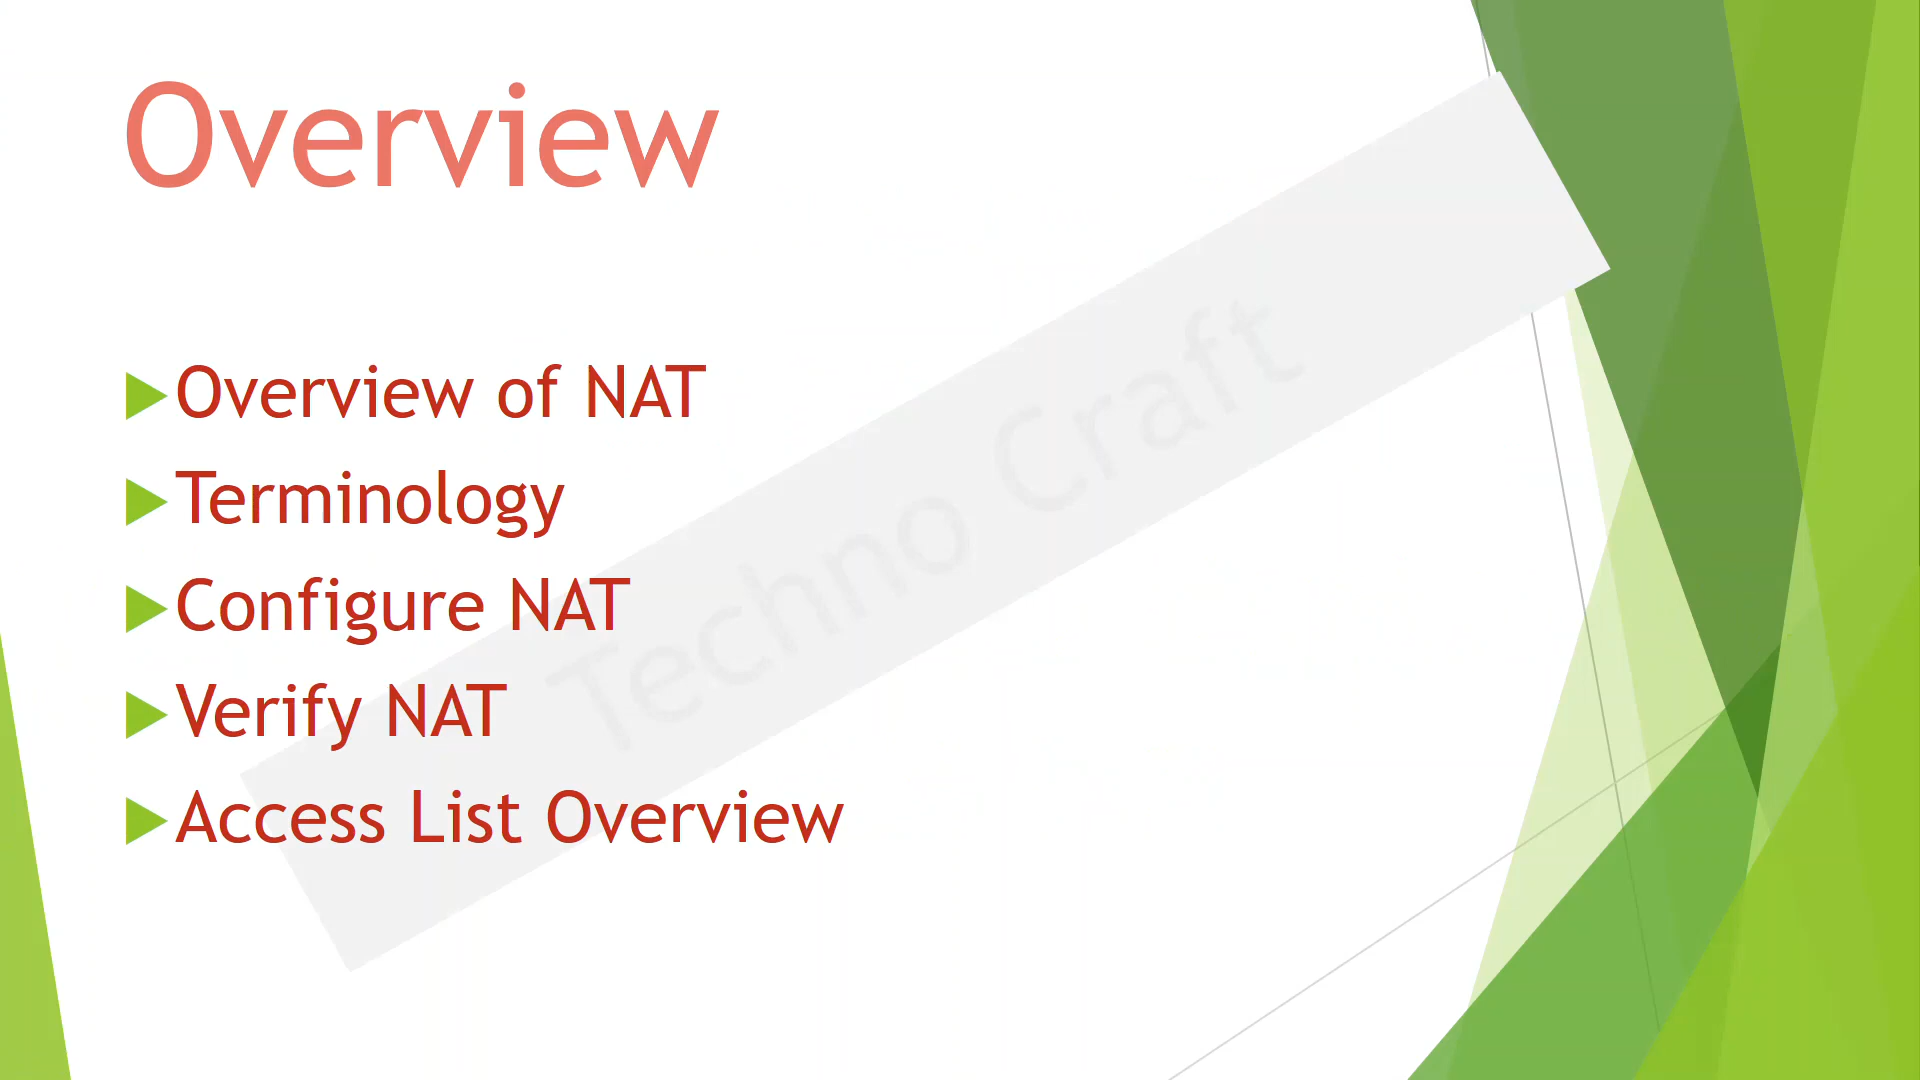 Overview
Overview of NAT
Terminology
Configure NAT
Verify NAT
Access List Overview
Techno Craft